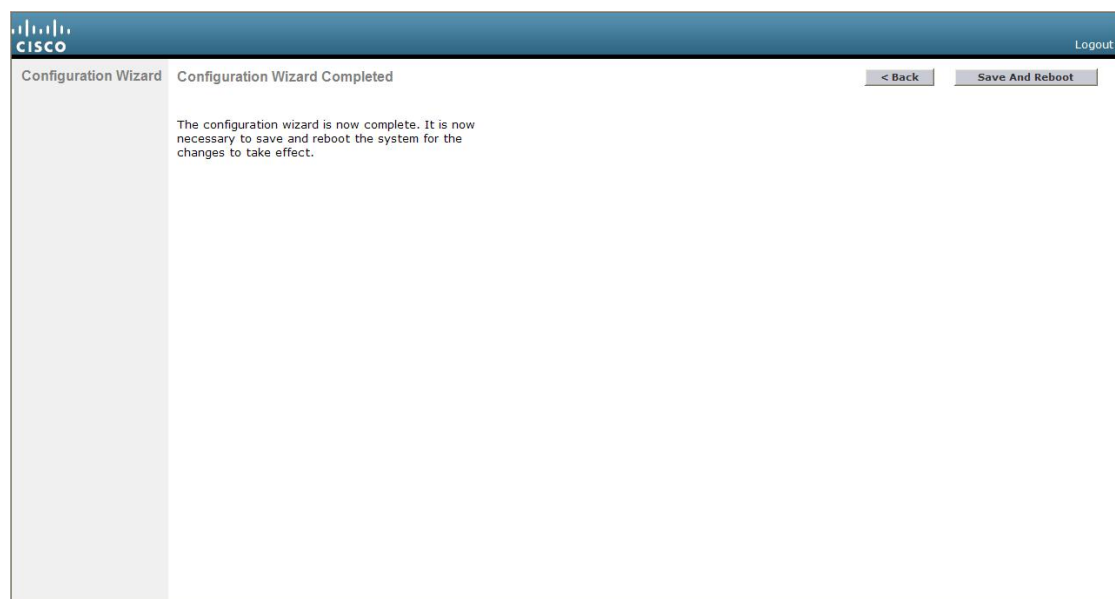 CISCO
Logout
Configuration Wizard
Configuration Wizard Completed
< Back
Save And Reboot
The configuration wizard is now complete. It is now
necessary to save and reboot the system for the
changes to take effect.